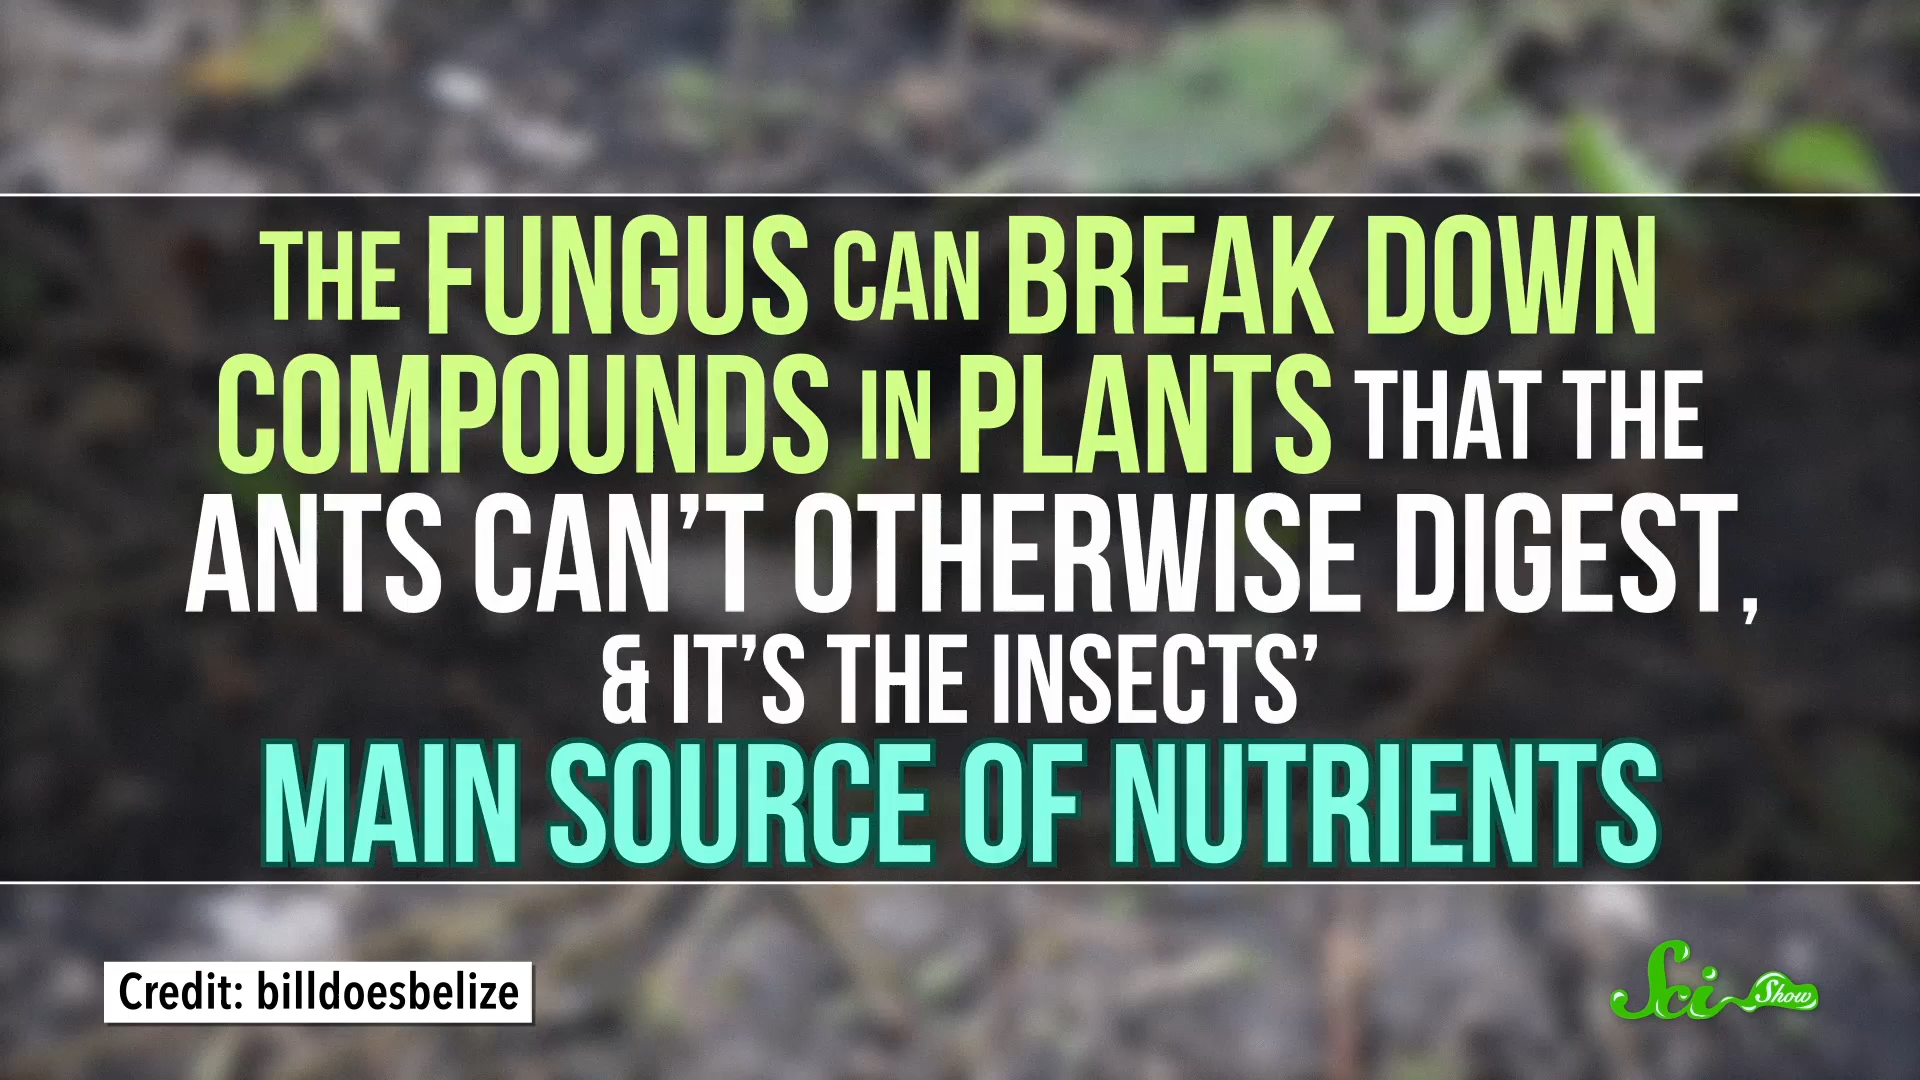 THE FUNGUS CAN BREAK DOWN
COMPOUNDS IN PLANTS THAT THE
ANTS CAN’T OTHERWISE DIGEST,
& IT’S THE INSECTS’
MAIN SOURCE OF NUTRIENTS
Credit: billdoesbelize
Sci Show